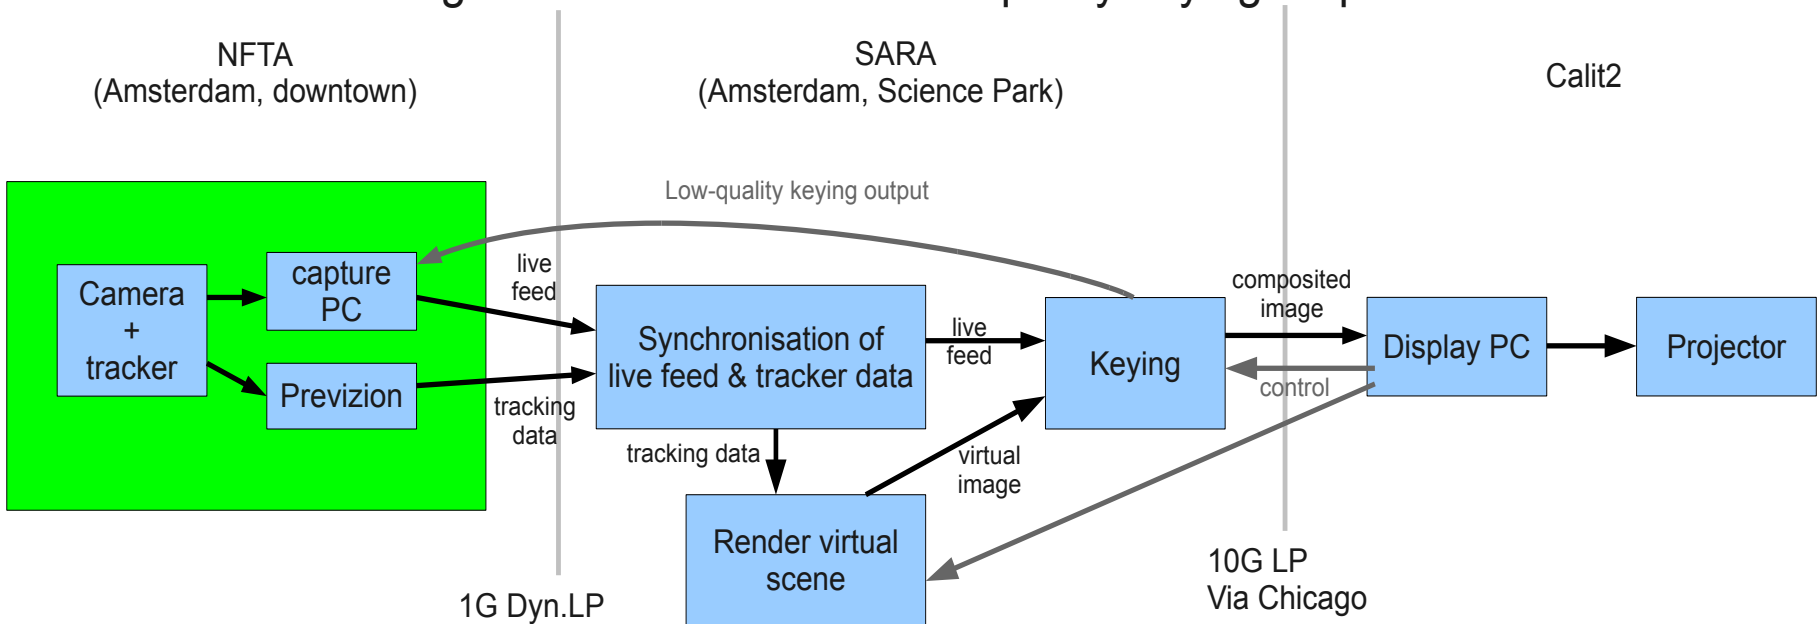 NFTA
(Amsterdam, downtown)
SARA
(Amsterdam, Science Park)
Calit2
Low-quality keying output
Camera
+
tracker
capture
PC
Previzion
live
feed
tracking
data
Synchronisation of
live feed & tracker data
tracking data
Render virtual
scene
live
feed
virtual
image
Keying
composited
image
control
Display PC
Projector
1G Dyn.LP
10G LP
Via Chicago